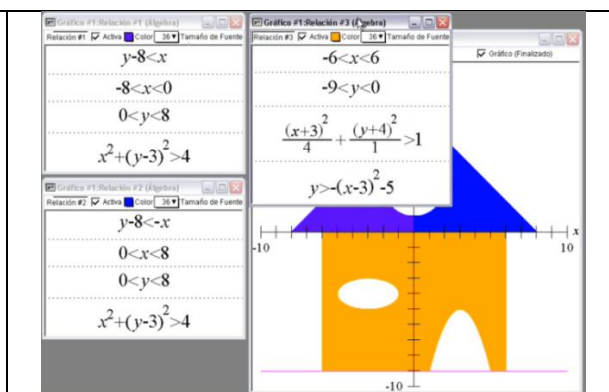 Gráfico #1:Relación #1 (Álgebra)
Relación #1 Activa Color 36 Tamaño de Fuente
y-8<x
-8<x<0
0<y<8
x²+(y-3)²>4
Gráfico #1:Relación #2 (Álgebra)
Relación #2 Activa Color 36 Tamaño de Fuente
y-8<-x
0<x<8
0<y<8
x²+(y-3)²>4
Gráfico #1:Relación #3 (Álgebra)
Relación #3 Activa Color 36 Tamaño de Fuente
-6<x<6
-9<y<0
(x+3)²/4 + (y+4)²/1 >1
y>-(x-3)²-5
Gráfico (Finalizado)
x
-10
10
-10